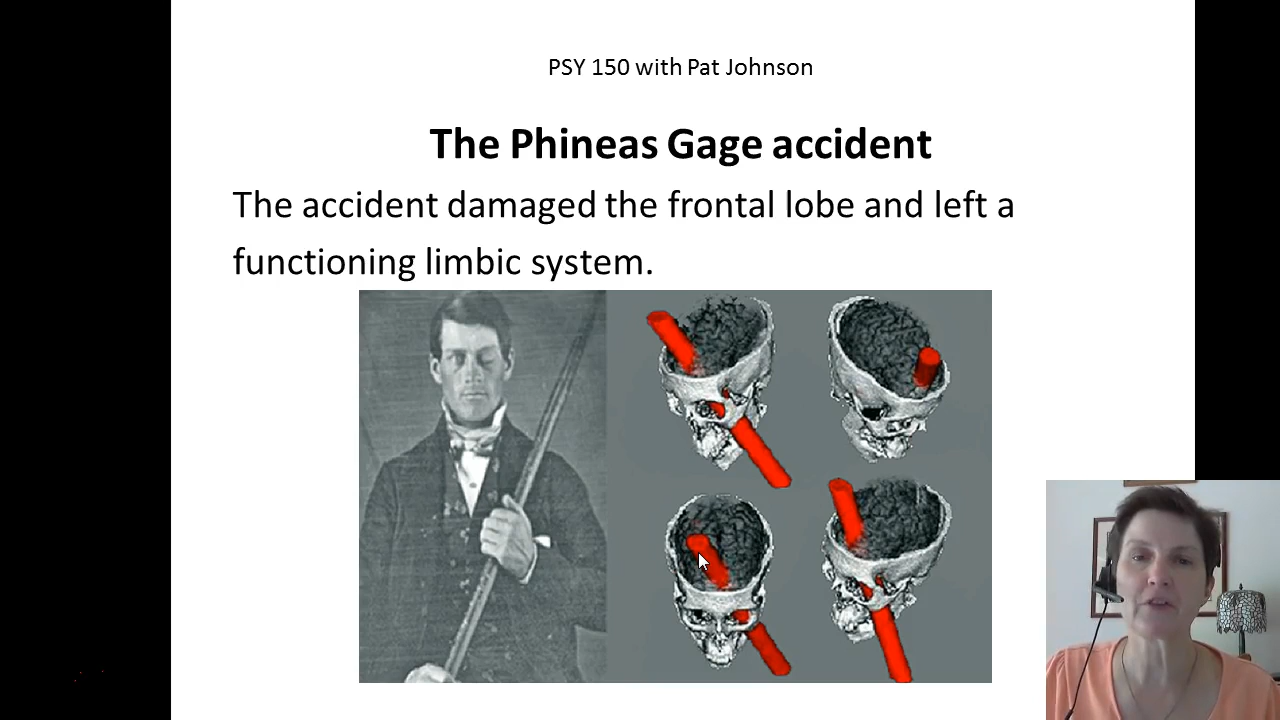 PSY 150 with Pat Johnson
The Phineas Gage accident
The accident damaged the frontal lobe and left a
functioning limbic system.